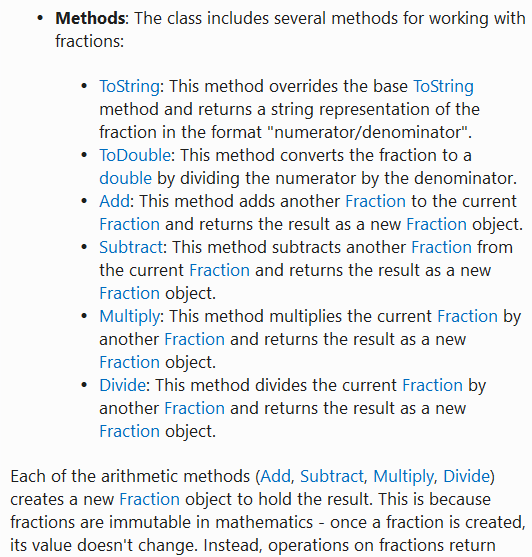 • Methods: The class includes several methods for working with
fractions:
• ToString: This method overrides the base ToString
method and returns a string representation of the
fraction in the format "numerator/denominator".
• ToDouble: This method converts the fraction to a
double by dividing the numerator by the denominator.
• Add: This method adds another Fraction to the current
Fraction and returns the result as a new Fraction object.
• Subtract: This method subtracts another Fraction from
the current Fraction and returns the result as a new
Fraction object.
• Multiply: This method multiplies the current Fraction by
another Fraction and returns the result as a new
Fraction object.
• Divide: This method divides the current Fraction by
another Fraction and returns the result as a new
Fraction object.
Each of the arithmetic methods (Add, Subtract, Multiply, Divide)
creates a new Fraction object to hold the result. This is because
fractions are immutable in mathematics - once a fraction is created,
its value doesn't change. Instead, operations on fractions return